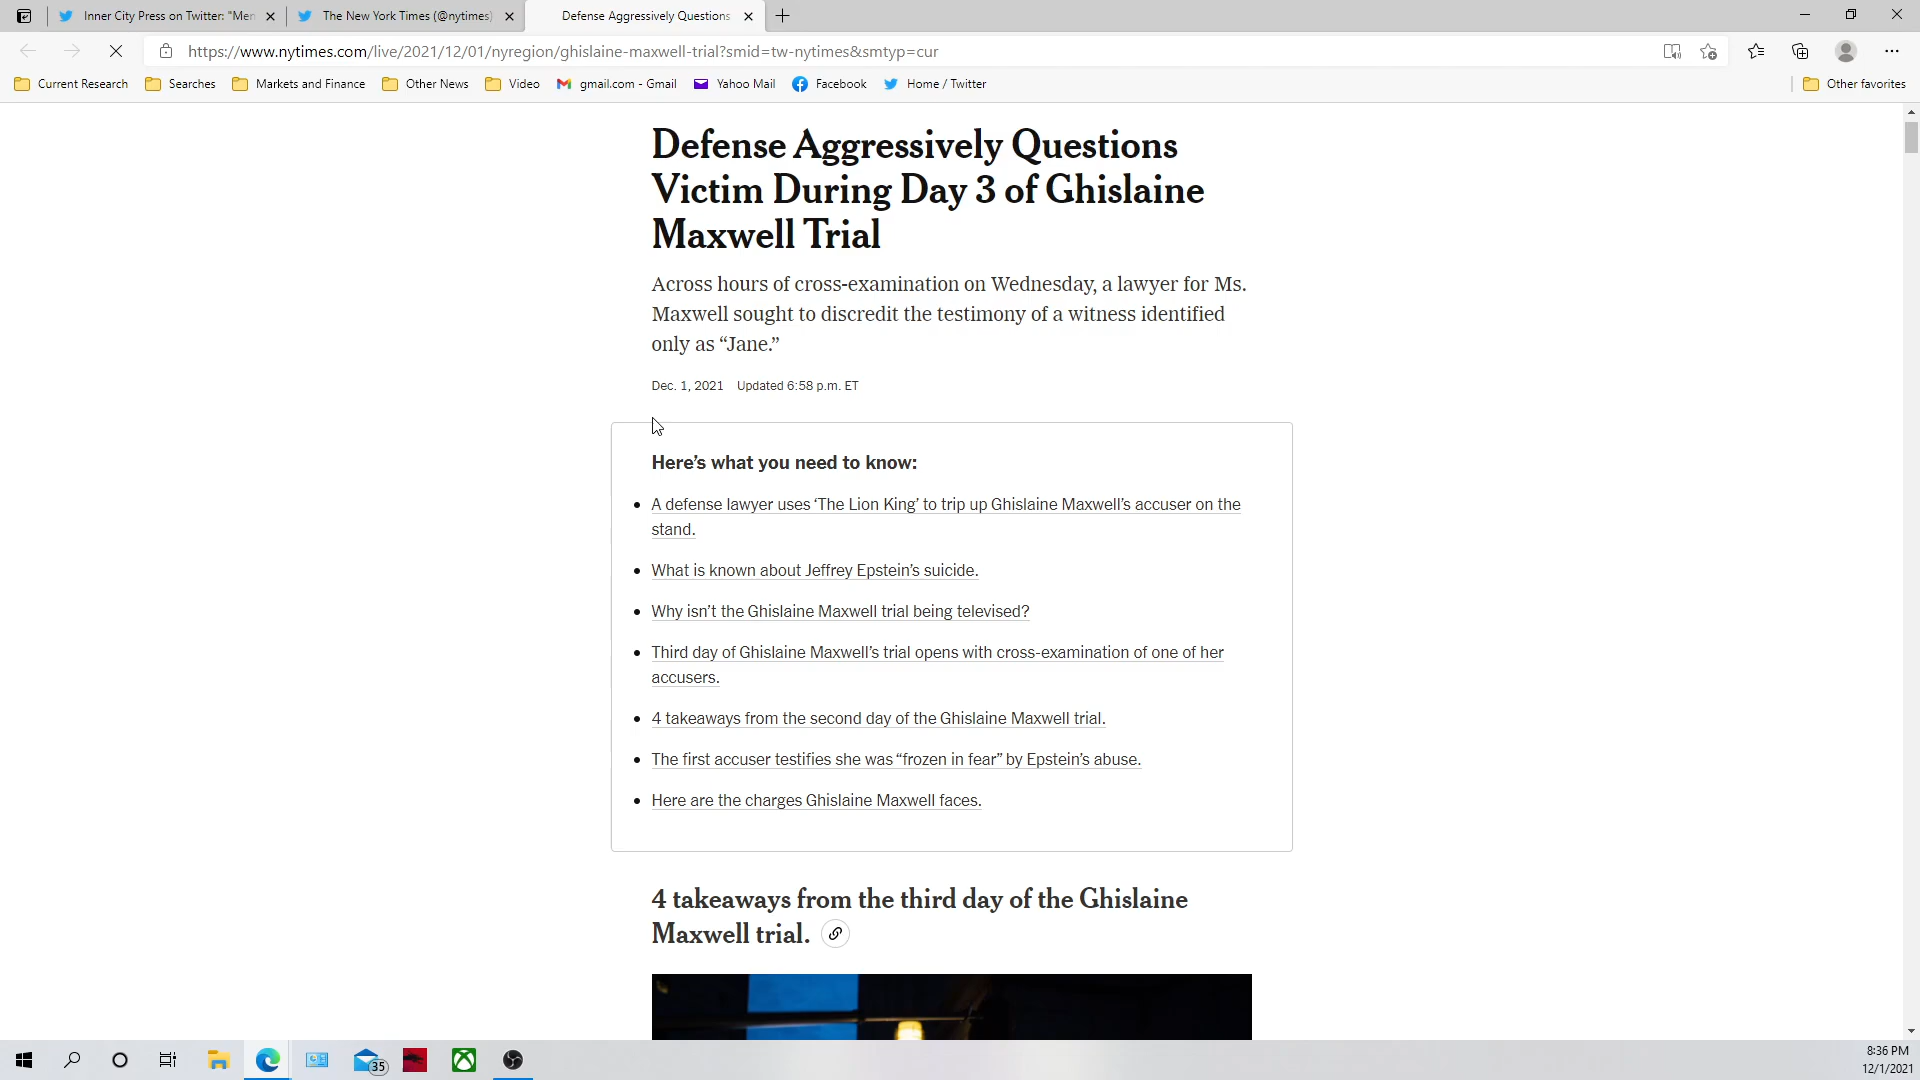 Inner City Press on Twitter: "Men
The New York Times (@nytimes)
Defense Aggressively Questions
https://www.nytimes.com/live/2021/12/01/nyregion/ghislaine-maxwell-trial?smid=tw-nytimes&smtyp=cur
Current Research
Searches
Markets and Finance
Other News
Video
gmail.com - Gmail
Yahoo Mail
Facebook
Home / Twitter
Other favorites
Defense Aggressively Questions
Victim During Day 3 of Ghislaine
Maxwell Trial
Across hours of cross-examination on Wednesday, a lawyer for Ms.
Maxwell sought to discredit the testimony of a witness identified
only as “Jane.”
Dec. 1, 2021 Updated 6:58 p.m. ET
Here’s what you need to know:
A defense lawyer uses ‘The Lion King’ to trip up Ghislaine Maxwell’s accuser on the
stand.
What is known about Jeffrey Epstein’s suicide.
Why isn’t the Ghislaine Maxwell trial being televised?
Third day of Ghislaine Maxwell’s trial opens with cross-examination of one of her
accusers.
4 takeaways from the second day of the Ghislaine Maxwell trial.
The first accuser testifies she was “frozen in fear” by Epstein’s abuse.
Here are the charges Ghislaine Maxwell faces.
4 takeaways from the third day of the Ghislaine
Maxwell trial.
35
8:36 PM
12/1/2021